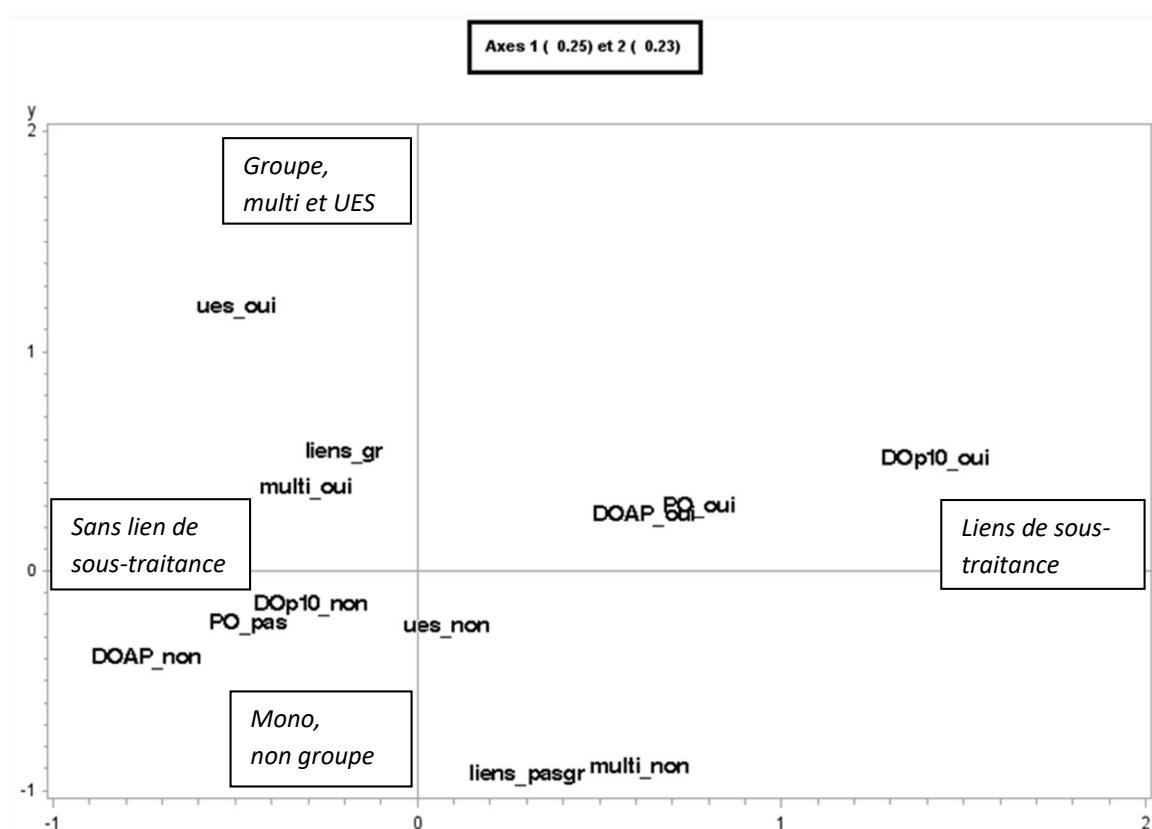 Axes 1 ( 0.25) et 2 ( 0.23)
y
2
Groupe,
multi et UES
ues_oui
1
liens_gr
DOp10_oui
multi_oui
PO_oui
DOAP_oui
Sans lien de
sous-traitance
Liens de sous-
traitance
0
DOp10_non
PO_pas
ues_non
DOAP_non
Mono,
non groupe
liens_pasgr
multi_non
-1
-1
0
1
2